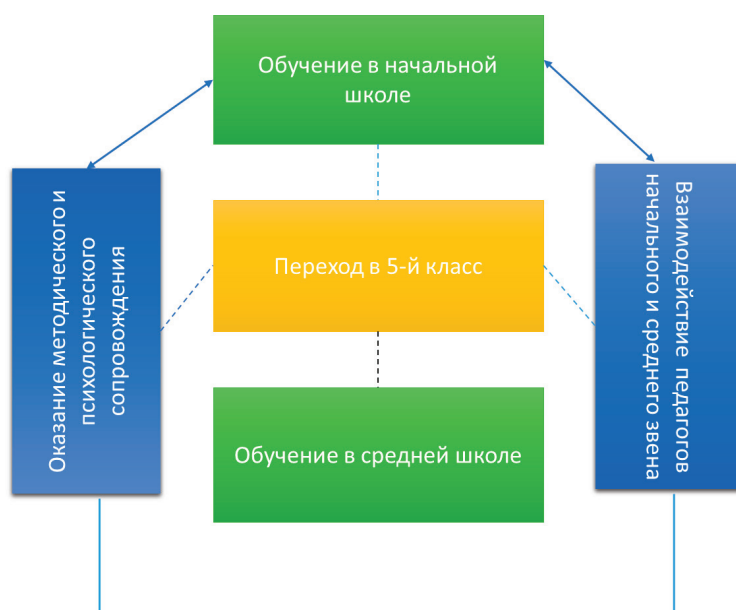 Обучение в начальной
школе
Оказание методического и
психологического
сопровождения
Переход в 5-й класс
Взаимодействие педагогов
начального и среднего звена
Обучение в средней школе